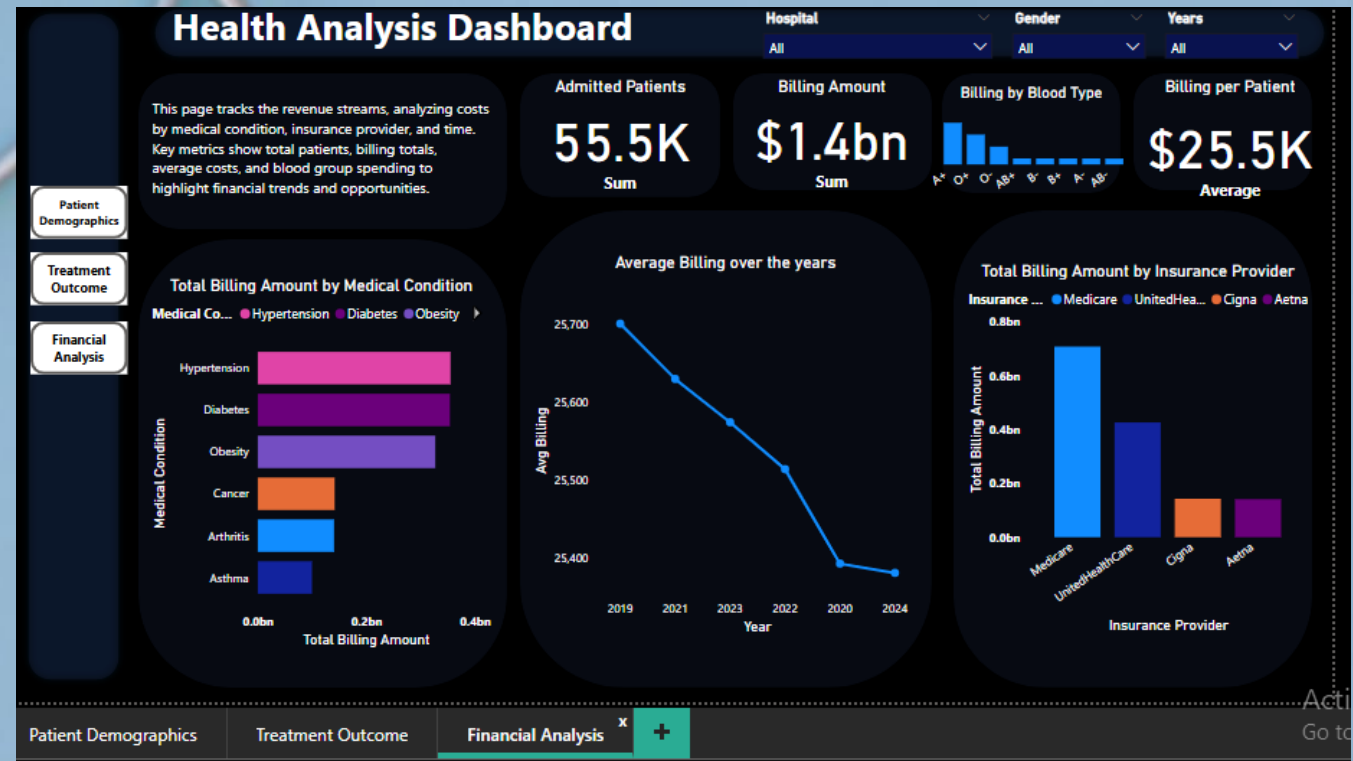 Health Analysis Dashboard
Hospital
All
Gender
All
Years
All
Patient
Demographics
Treatment
Outcome
Financial
Analysis
This page tracks the revenue streams, analyzing costs
by medical condition, insurance provider, and time.
Key metrics show total patients, billing totals,
average costs, and blood group spending to
highlight financial trends and opportunities.
Admitted Patients
55.5K
Sum
Billing Amount
$1.4bn
Sum
Billing by Blood Type
A+
O+
O-
AB+
B-
B+
A-
AB-
Billing per Patient
$25.5K
Average
Total Billing Amount by Medical Condition
Medical Co... Hypertension Diabetes Obesity
Medical Condition
Hypertension
Diabetes
Obesity
Cancer
Arthritis
Asthma
0.0bn 0.2bn 0.4bn
Total Billing Amount
Average Billing over the years
Avg Billing
25,700
25,600
25,500
25,400
2019 2021 2023 2022 2020 2024
Year
Total Billing Amount by Insurance Provider
Insurance ... Medicare UnitedHea... Cigna Aetna
Total Billing Amount
0.8bn
0.6bn
0.4bn
0.2bn
0.0bn
Medicare
UnitedHealthCare
Cigna
Aetna
Insurance Provider
Patient Demographics
Treatment Outcome
Financial Analysis x
+
Acti
Go to